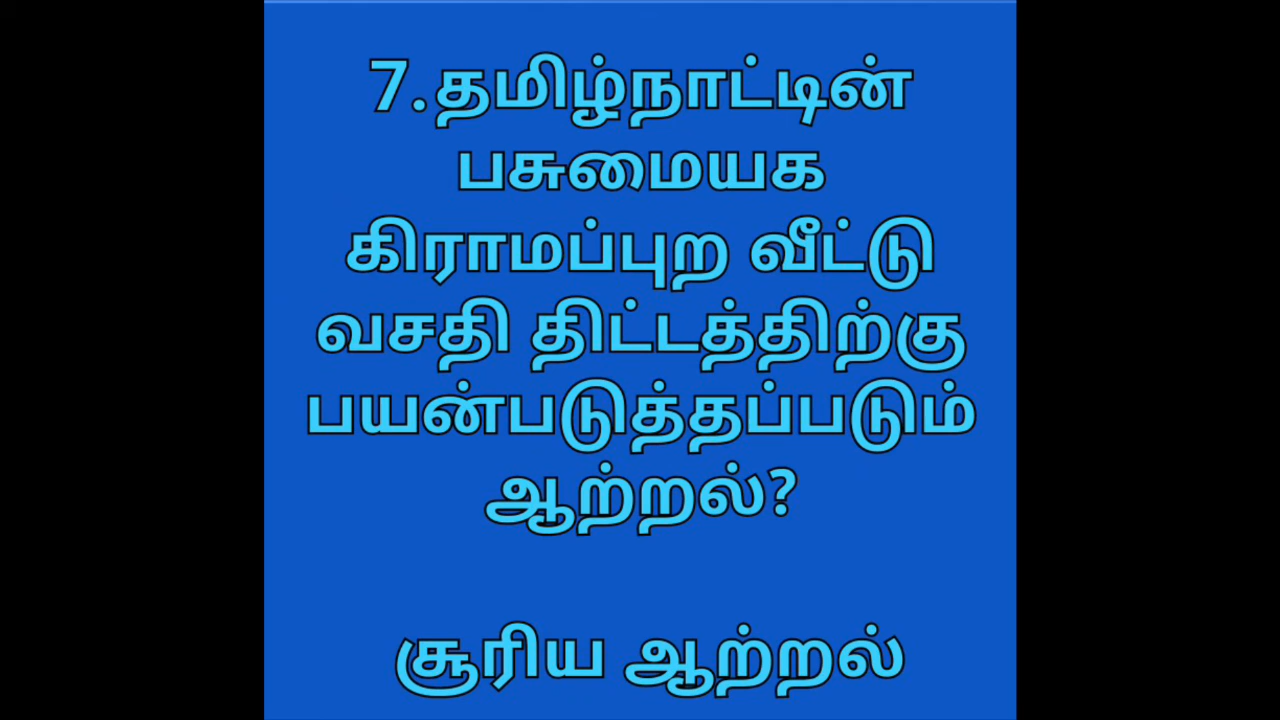 7.தமிழ்நாட்டின்
பசுமையக
கிராமப்புற வீட்டு
வசதி திட்டத்திற்கு
பயன்படுத்தப்படும்
ஆற்றல்?
சூரிய ஆற்றல்